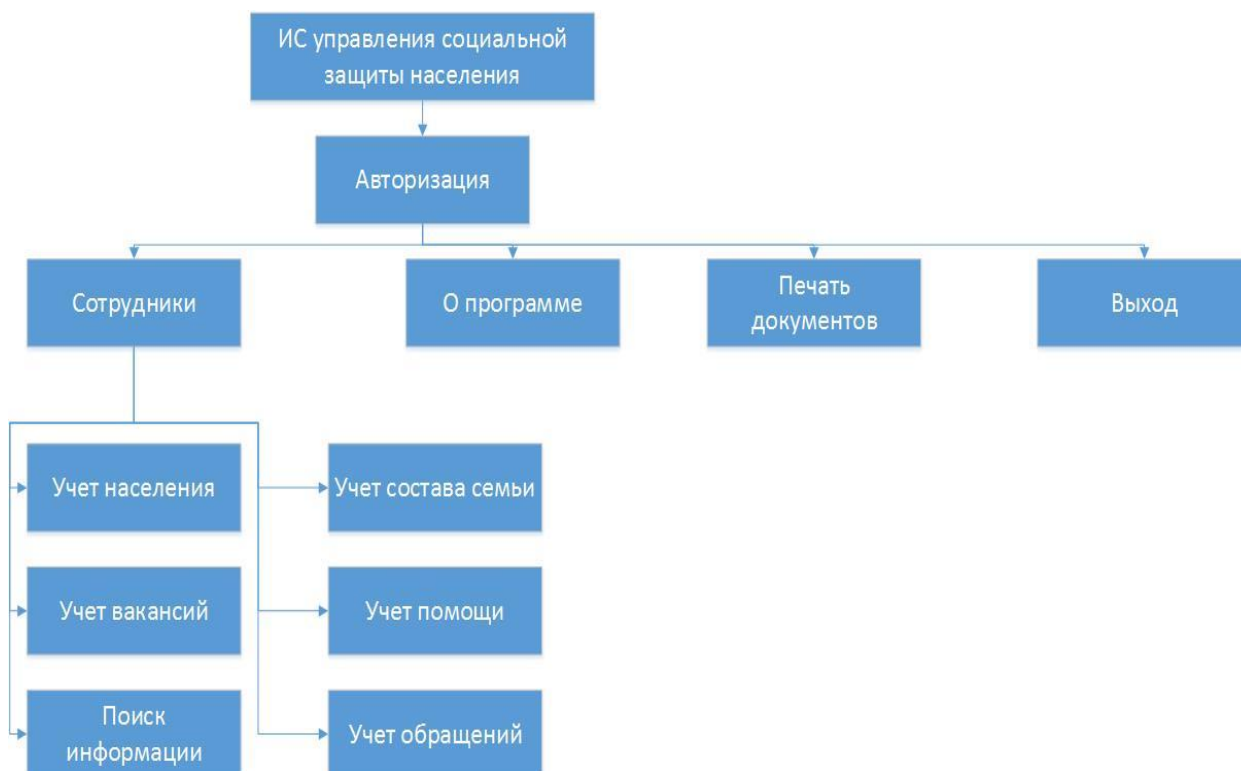 ИС управления социальной
защиты населения
Авторизация
Сотрудники
О программе
Печать
документов
Выход
Учет населения
Учет состава семьи
Учет вакансий
Учет помощи
Поиск
информации
Учет обращений